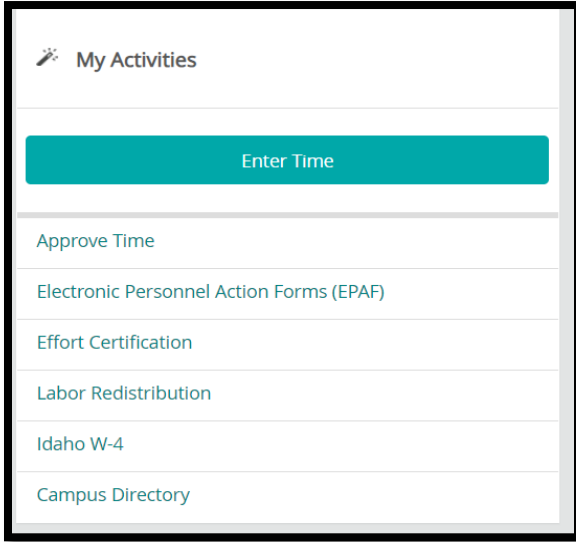 My Activities
Enter Time
Approve Time
Electronic Personnel Action Forms (EPAF)
Effort Certification
Labor Redistribution
Idaho W-4
Campus Directory